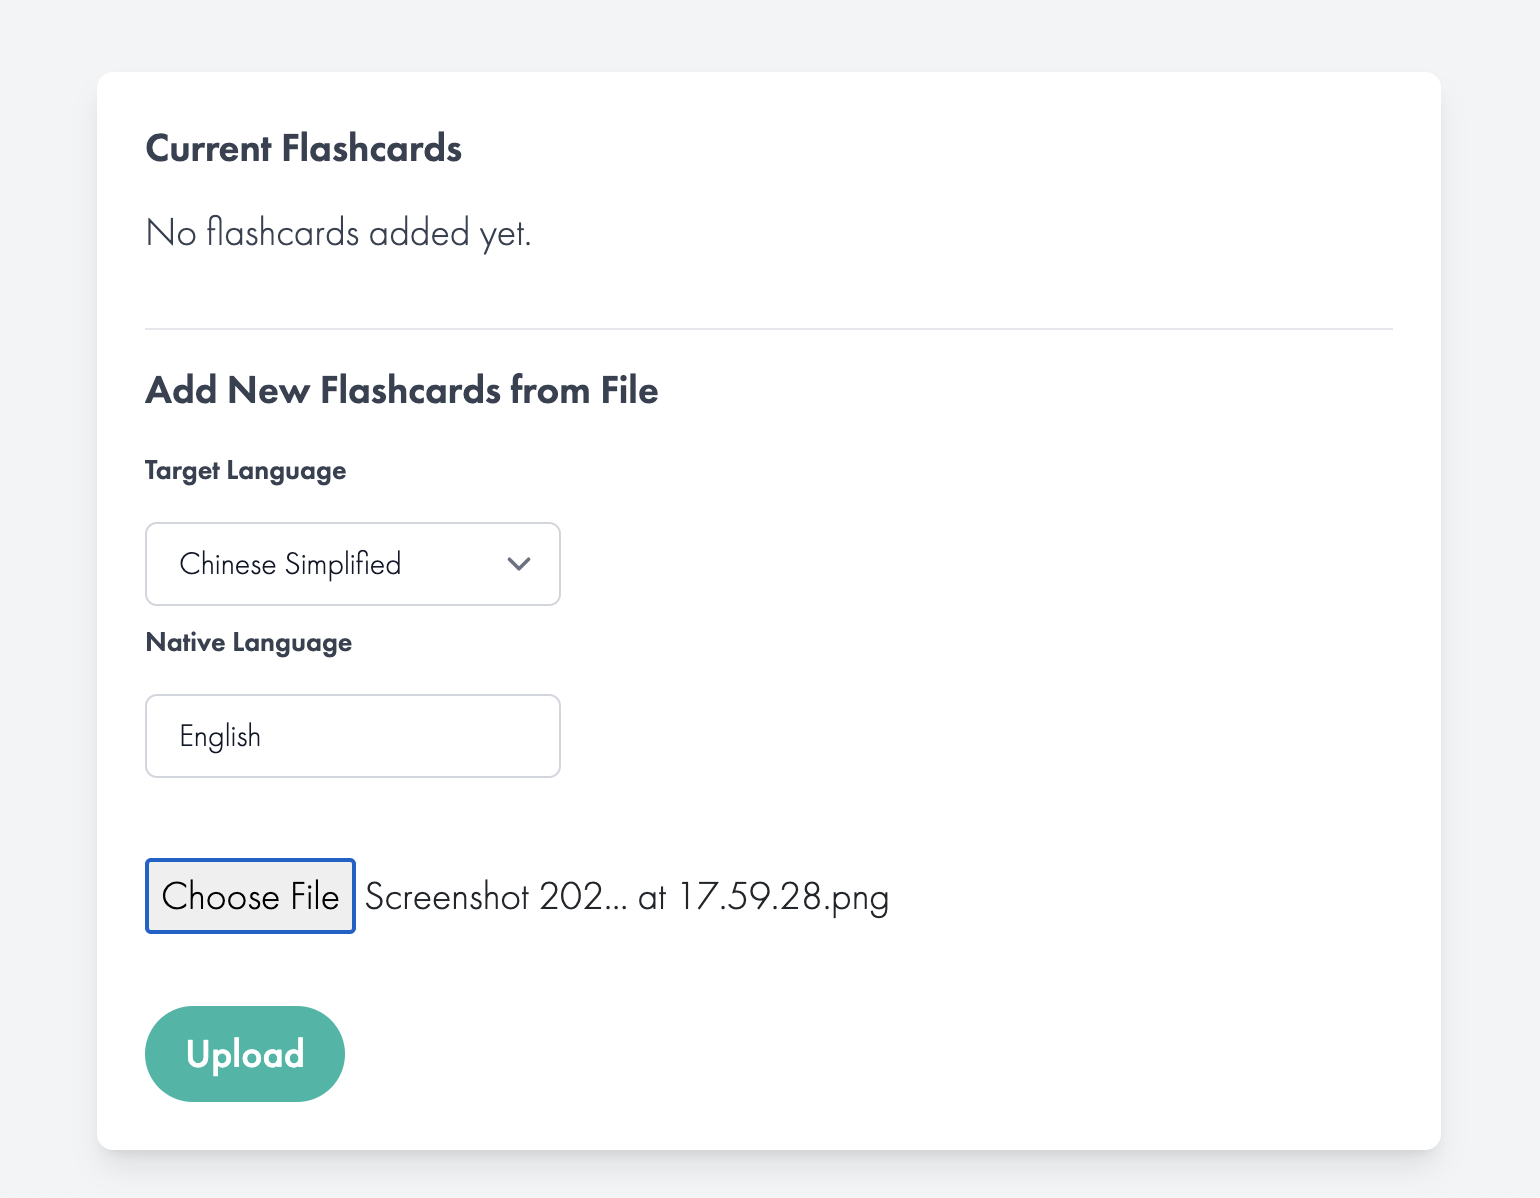 Current Flashcards
No flashcards added yet.
Add New Flashcards from File
Target Language
Chinese Simplified
Native Language
English
Choose File Screenshot 202... at 17.59.28.png
Upload